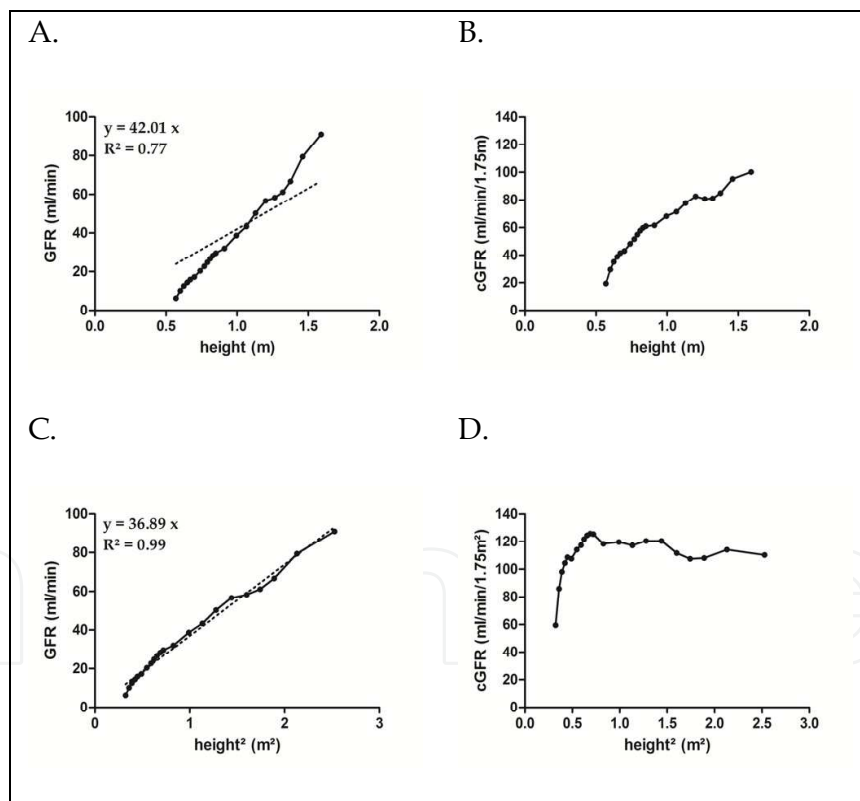 A.
B.
100
80
60
40
20
0
GFR (ml/min)
y = 42.01 x
R² = 0.77
0.0 0.5 1.0 1.5 2.0
height (m)
140
120
100
80
60
40
20
0
cGFR (ml/min/1.75m)
0.0 0.5 1.0 1.5 2.0
height (m)
C.
D.
100
80
60
40
20
0
GFR (ml/min)
y = 36.89 x
R² = 0.99
0 1 2 3
height² (m²)
140
120
100
80
60
40
20
0
cGFR (ml/min/1.75m²)
0.0 0.5 1.0 1.5 2.0 2.5 3.0
height² (m²)